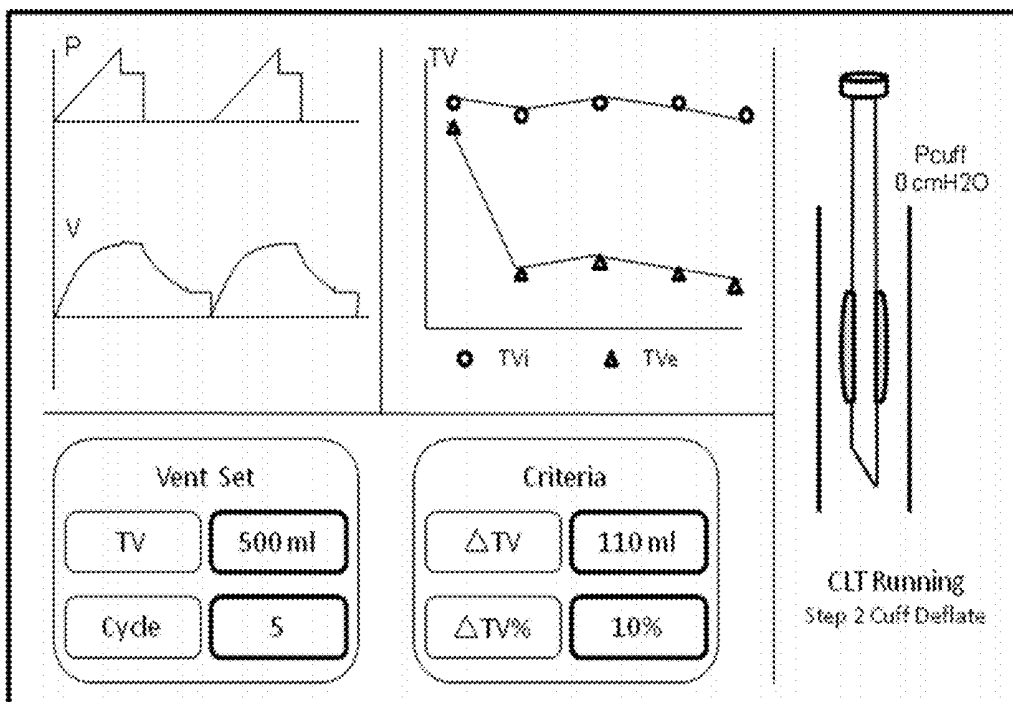 P
V
TV
TVi
TVe
Pcuff
0 cmH2O
Vent Set
TV
500 ml
Cycle
5
Criteria
△TV
110 ml
△TV%
10%
CLT Running
Step 2 Cuff Deflate